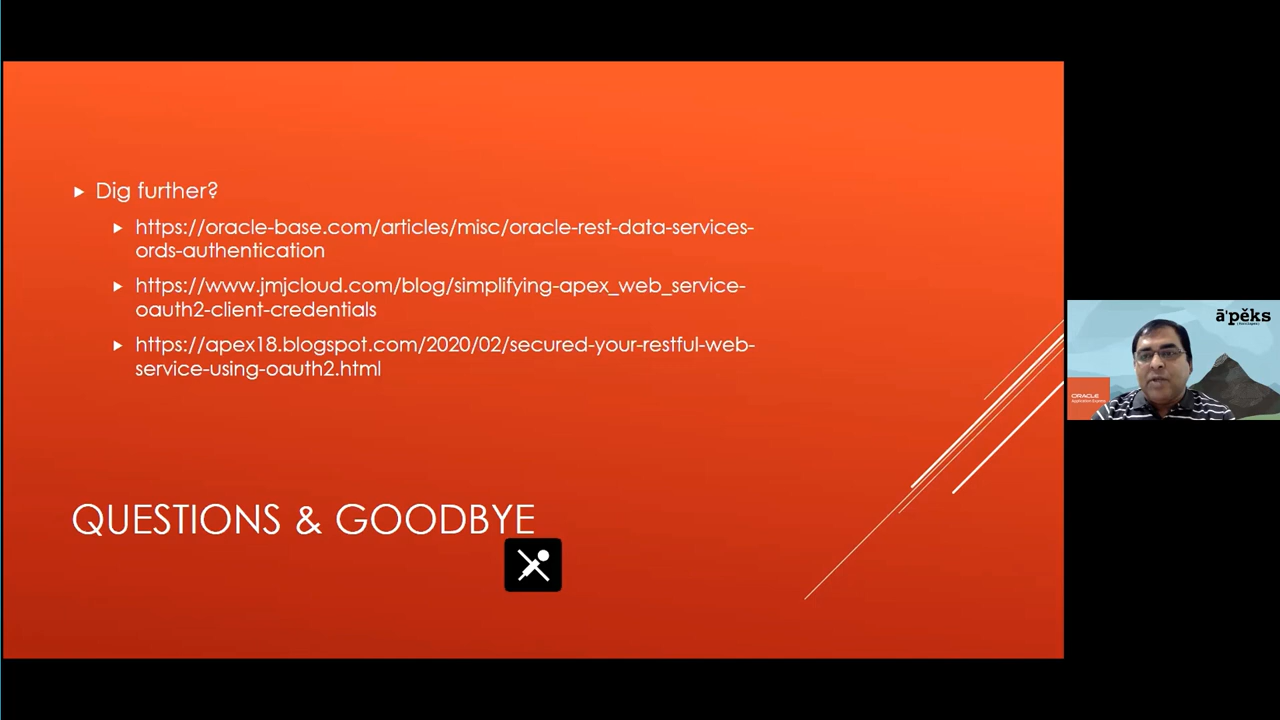 Dig further?
https://oracle-base.com/articles/misc/oracle-rest-data-services-
ords-authentication
https://www.jmjcloud.com/blog/simplifying-apex_web_service-
oauth2-client-credentials
https://apex18.blogspot.com/2020/02/secured-your-restful-web-
service-using-oauth2.html
QUESTIONS & GOODBYE
ā'pěks
ORACLE
Application Express